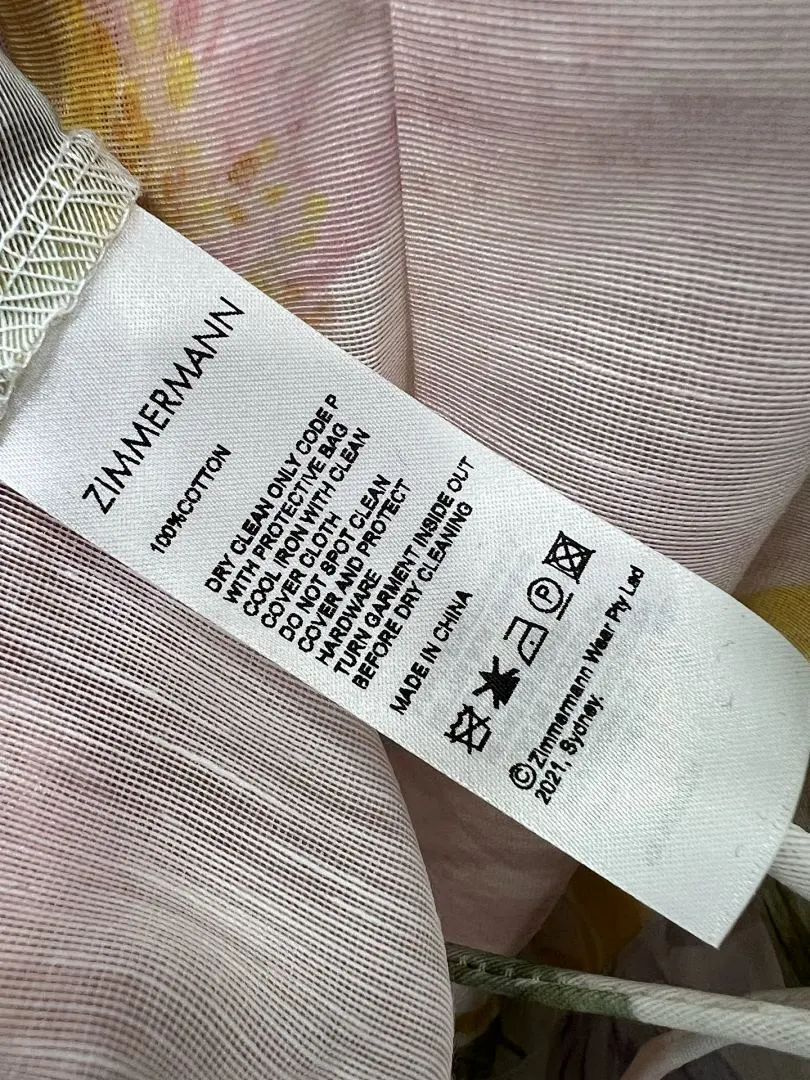 ZIMMERMANN
100%COTTON
DRY CLEAN ONLY CODE P
WITH PROTECTIVE BAG
COOL IRON WITH CLEAN
COVER CLOTH
DO NOT SPOT CLEAN
COVER AND PROTECT
HARDWARE
TURN GARMENT INSIDE OUT
BEFORE DRY CLEANING
MADE IN CHINA
P
©Zimmermann Wear Pty Lad
2021, Sydney.